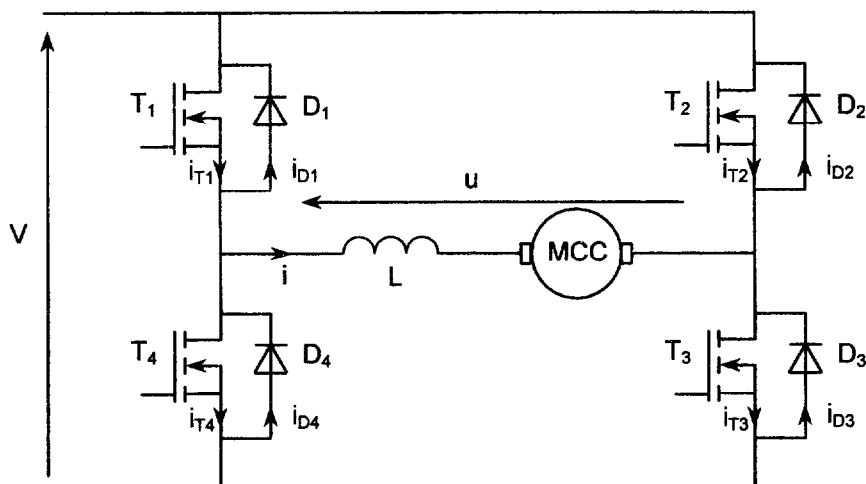 T1
D1
iT1
iD1
T2
D2
iT2
iD2
u
V
i
L
MCC
T4
D4
iT4
iD4
T3
D3
iT3
iD3